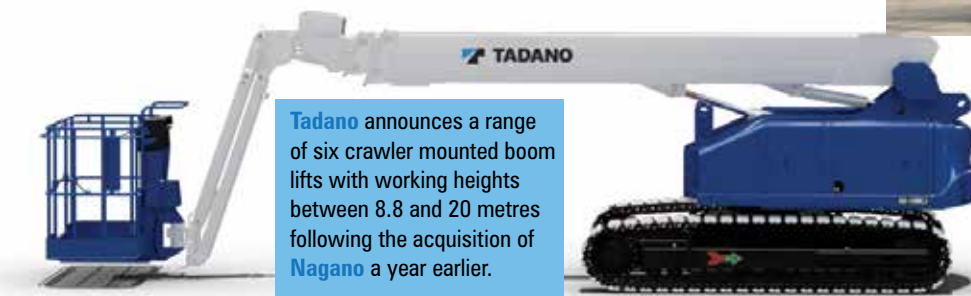 TADANO
Tadano announces a range
of six crawler mounted boom
lifts with working heights
between 8.8 and 20 metres
following the acquisition of
Nagano a year earlier.